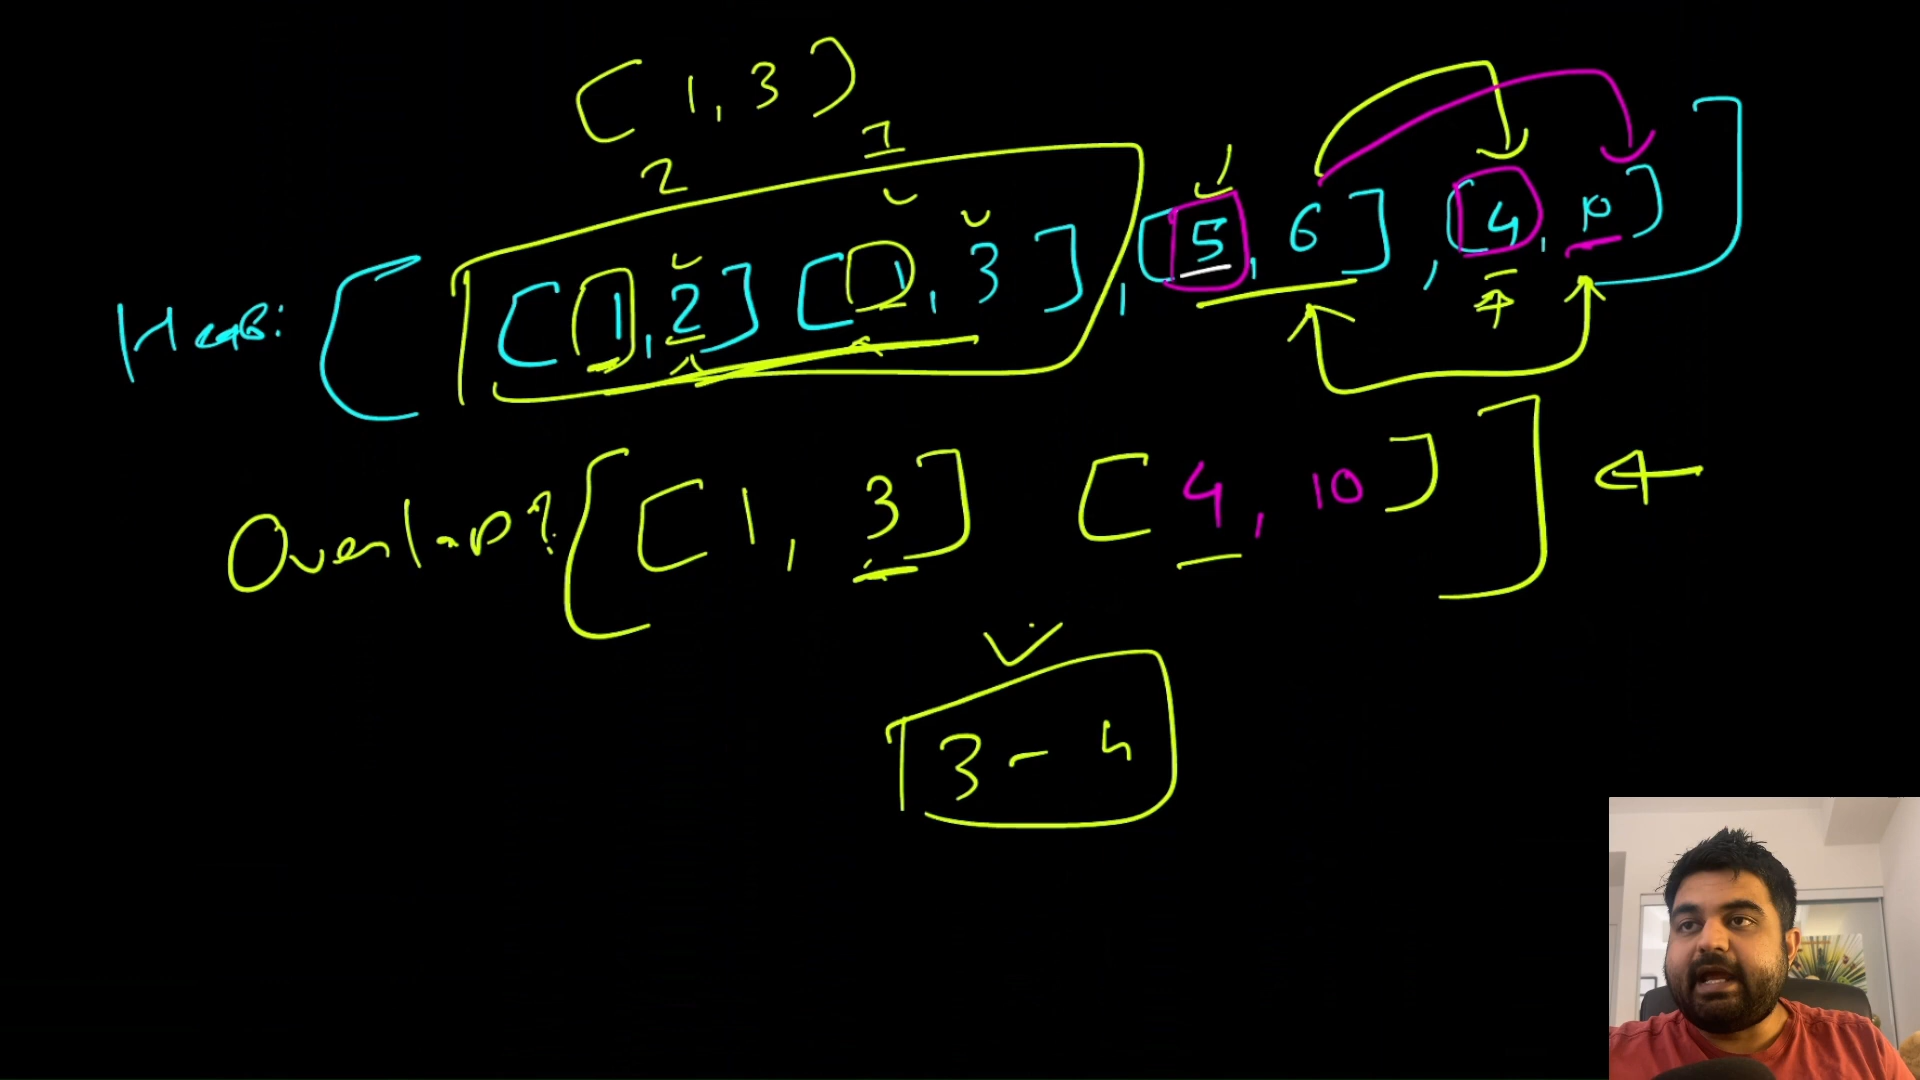 [1, 3]
2 1
Heap: [[1, 2] [1, 3], [5, 6], [4, 10]]
Overlap? [[1, 3] [4, 10]]
3 - 4